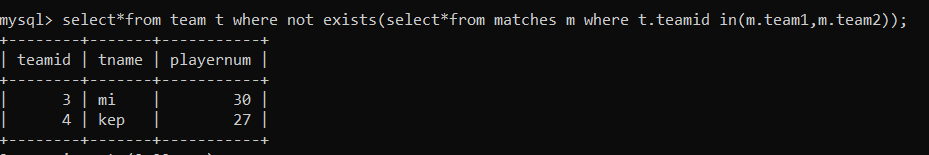 mysql> select*from team t where not exists(select*from matches m where t.teamid in(m.team1,m.team2));
+--------+-------+-----------+
| teamid | tname | playernum |
+--------+-------+-----------+
|      3 | mi    |        30 |
|      4 | kep   |        27 |
+--------+-------+-----------+